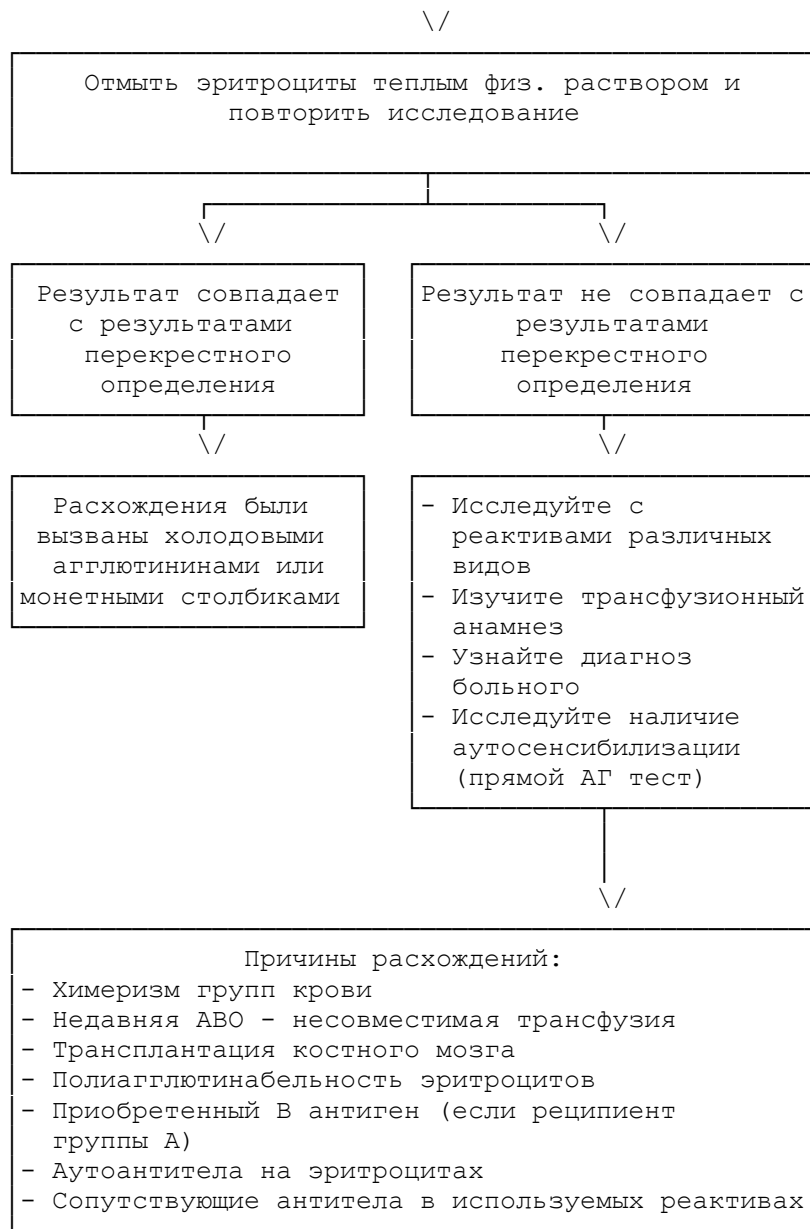 Отмыть эритроциты теплым физ. раствором и
повторить исследование
Результат совпадает
с результатами
перекрестного
определения
Результат не совпадает с
результатами
перекрестного
определения
Расхождения были
вызваны холодовыми
агглютининами или
монетными столбиками
- Исследуйте с
реактивами различных
видов
- Изучите трансфузионный
анамнез
- Узнайте диагноз
больного
- Исследуйте наличие
аутосенсибилизации
(прямой АГ тест)
Причины расхождений:
- Химеризм групп крови
- Недавняя АВО - несовместимая трансфузия
- Трансплантация костного мозга
- Полиагглютинабельность эритроцитов
- Приобретенный В антиген (если реципиент
группы А)
- Аутоантитела на эритроцитах
- Сопутствующие антитела в используемых реактивах